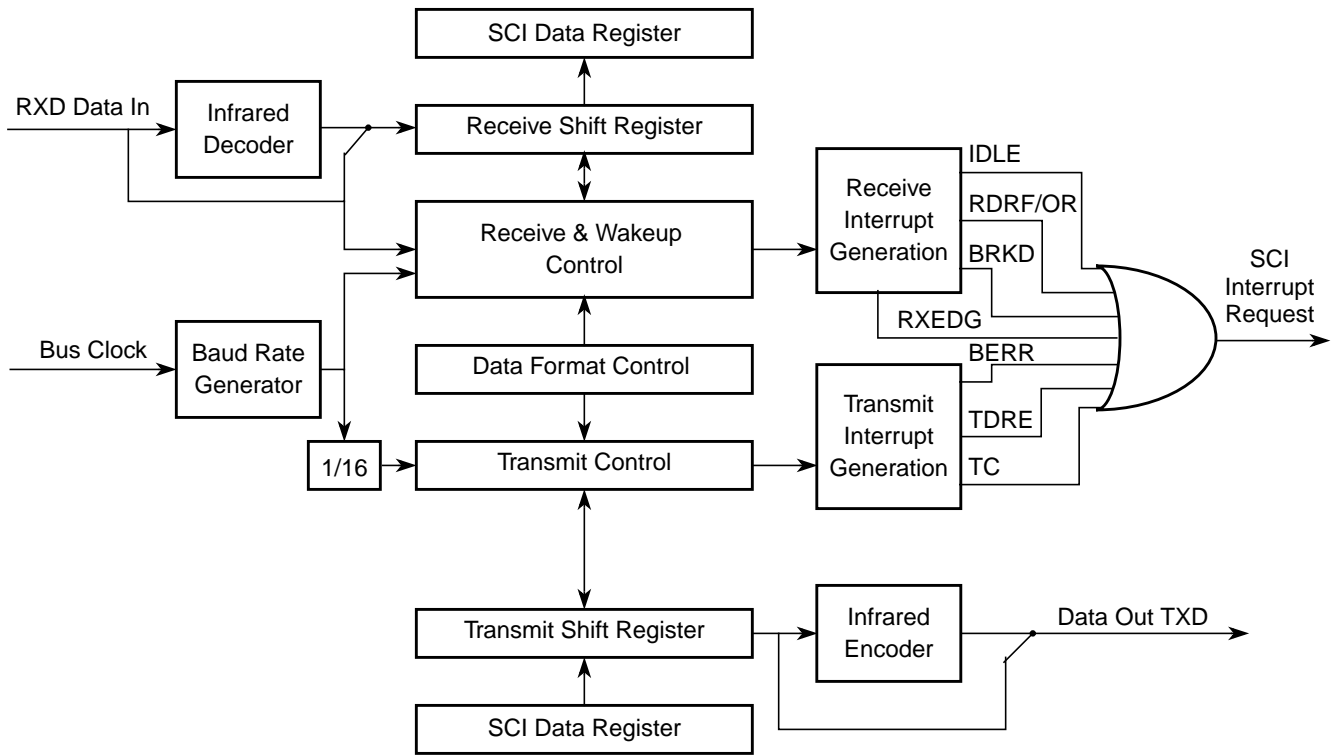 SCI Data Register
RXD Data In
Infrared
Decoder
Receive Shift Register
Receive & Wakeup
Control
Receive
Interrupt
Generation
IDLE
RDRF/OR
BRKD
RXEDG
SCI
Interrupt
Request
Bus Clock
Baud Rate
Generator
Data Format Control
BERR
Transmit
Interrupt
Generation
TDRE
TC
1/16
Transmit Control
Transmit Shift Register
Infrared
Encoder
Data Out TXD
SCI Data Register